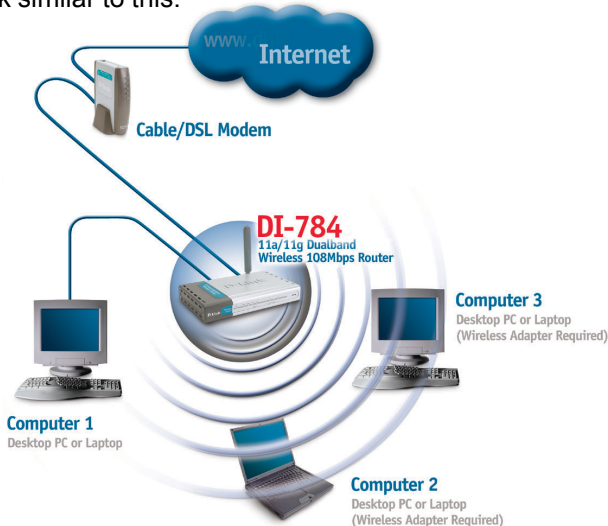 k similar to this:
www.d
Internet
Cable/DSL Modem
DI-784
11a/11g Dualband
Wireless 108Mbps Router
D-Link
Computer 3
Desktop PC or Laptop
(Wireless Adapter Required)
Computer 1
Desktop PC or Laptop
Computer 2
Desktop PC or Laptop
(Wireless Adapter Required)